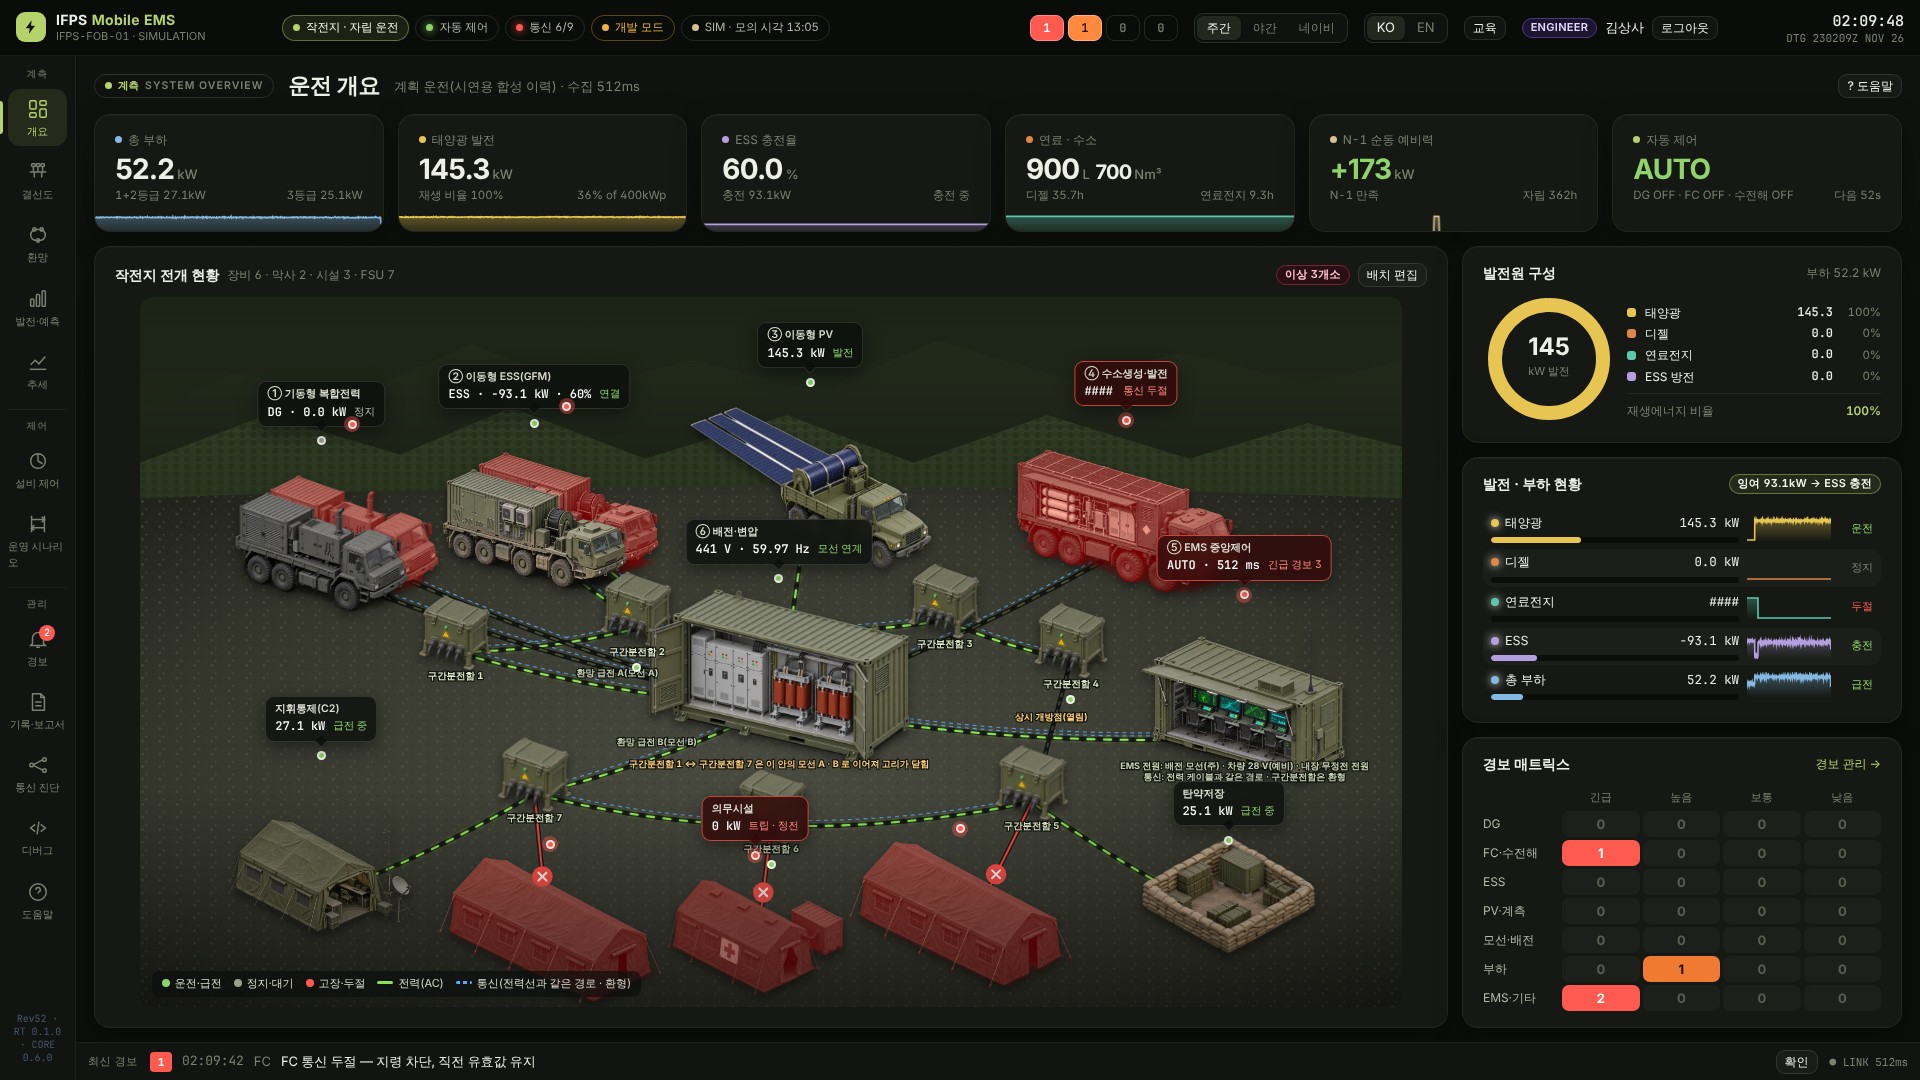 IFPS Mobile EMS
IFPS-FOB-01 · SIMULATION
작전지 · 자립 운전
자동 제어
통신 6/9
개발 모드
SIM · 모의 시각 13:05
1
1
0
0
주간
야간
네이비
KO
EN
교육
ENGINEER
김상사
로그아웃
02:09:48
DTG 230209Z NOV 26
계측
개요
결선도
환망
발전·예측
추세
제어
설비 제어
운영 시나리오
관리
2
경보
기록·보고서
통신 진단
디버그
도움말
Rev52 ·
RT 0.1.0
· CORE
0.6.0
계측 SYSTEM OVERVIEW
운전 개요
계획 운전(시연용 합성 이력) · 수집 512ms
? 도움말
총 부하
52.2 kW
1+2등급 27.1kW
3등급 25.1kW
태양광 발전
145.3 kW
재생 비율 100%
36% of 400kWp
ESS 충전율
60.0 %
충전 93.1kW
충전 중
연료 · 수소
900 L 700 Nm³
디젤 35.7h
연료전지 9.3h
N-1 순동 예비력
+173 kW
N-1 만족
자립 362h
자동 제어
AUTO
DG OFF · FC OFF · 수전해 OFF
다음 52s
작전지 전개 현황
장비 6 · 막사 2 · 시설 3 · FSU 7
이상 3개소
배치 편집
③ 이동형 PV
145.3 kW 발전
② 이동형 ESS(GFM)
ESS · -93.1 kW · 60% 연결
① 기동형 복합전력
DG · 0.0 kW 정지
④ 수소생성·발전
#### 통신 두절
⑥ 배전·변압
441 V · 59.97 Hz 모선 연계
⑤ EMS 중앙제어
AUTO · 512 ms 긴급 경보 3
구간분전함 1
구간분전함 2
환망 급전 A(모선 A)
구간분전함 3
구간분전함 4
상시 개방점(열림)
지휘통제(C2)
27.1 kW 급전 중
환망 급전 B(모선 B)
구간분전함 1 ↔ 구간분전함 7 은 이 안의 모선 A · B 로 이어져 고리가 닫힘
EMS 전원: 배전 모선(주) · 차량 28 V(예비) · 내장 무정전 전원
통신: 전력 케이블과 같은 경로 · 구간분전함은 환형
탄약저장
25.1 kW 급전 중
의무시설
0 kW 트립 · 정전
구간분전함 7
구간분전함 6
구간분전함 5
운전·급전
정지·대기
고장·두절
전력(AC)
통신(전력선과 같은 경로 · 환형)
발전원 구성
부하 52.2 kW
145
kW 발전
태양광 145.3 100%
디젤 0.0 0%
연료전지 0.0 0%
ESS 방전 0.0 0%
재생에너지 비율 100%
발전 · 부하 현황
잉여 93.1kW → ESS 충전
태양광 145.3 kW 운전
디젤 0.0 kW 정지
연료전지 #### 두절
ESS -93.1 kW 충전
총 부하 52.2 kW 급전
경보 매트릭스
경보 관리 →
긴급 높음 보통 낮음
DG 0 0 0 0
FC·수전해 1 0 0 0
ESS 0 0 0 0
PV·계측 0 0 0 0
모선·배전 0 0 0 0
부하 0 1 0 0
EMS·기타 2 0 0 0
최신 경보
1
02:09:42 FC FC 통신 두절 — 지령 차단, 직전 유효값 유지
확인
LINK 512ms